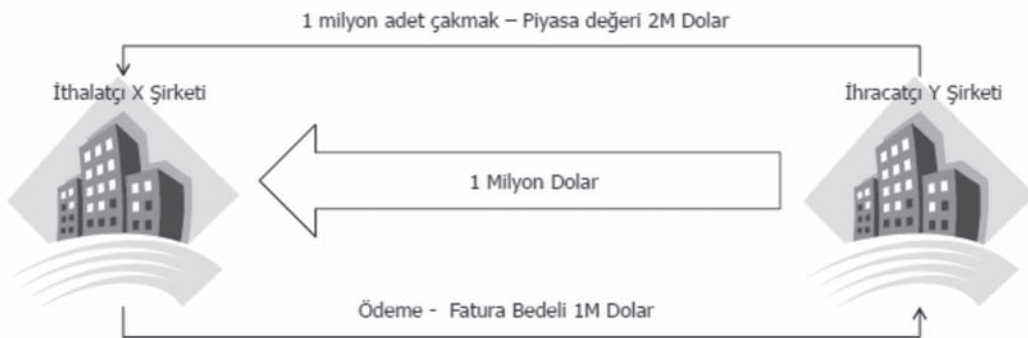 1 milyon adet çakmak – Piyasa değeri 2M Dolar
İthalatçı X Şirketi
İhracatçı Y Şirketi
1 Milyon Dolar
Ödeme - Fatura Bedeli 1M Dolar